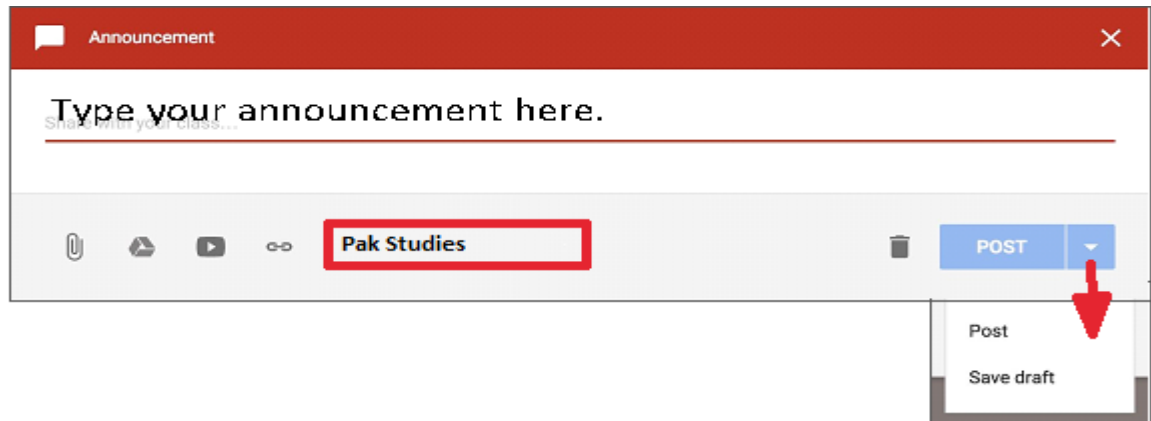 Announcement
Type your announcement here.
Share with your class...
Pak Studies
POST
Post
Save draft